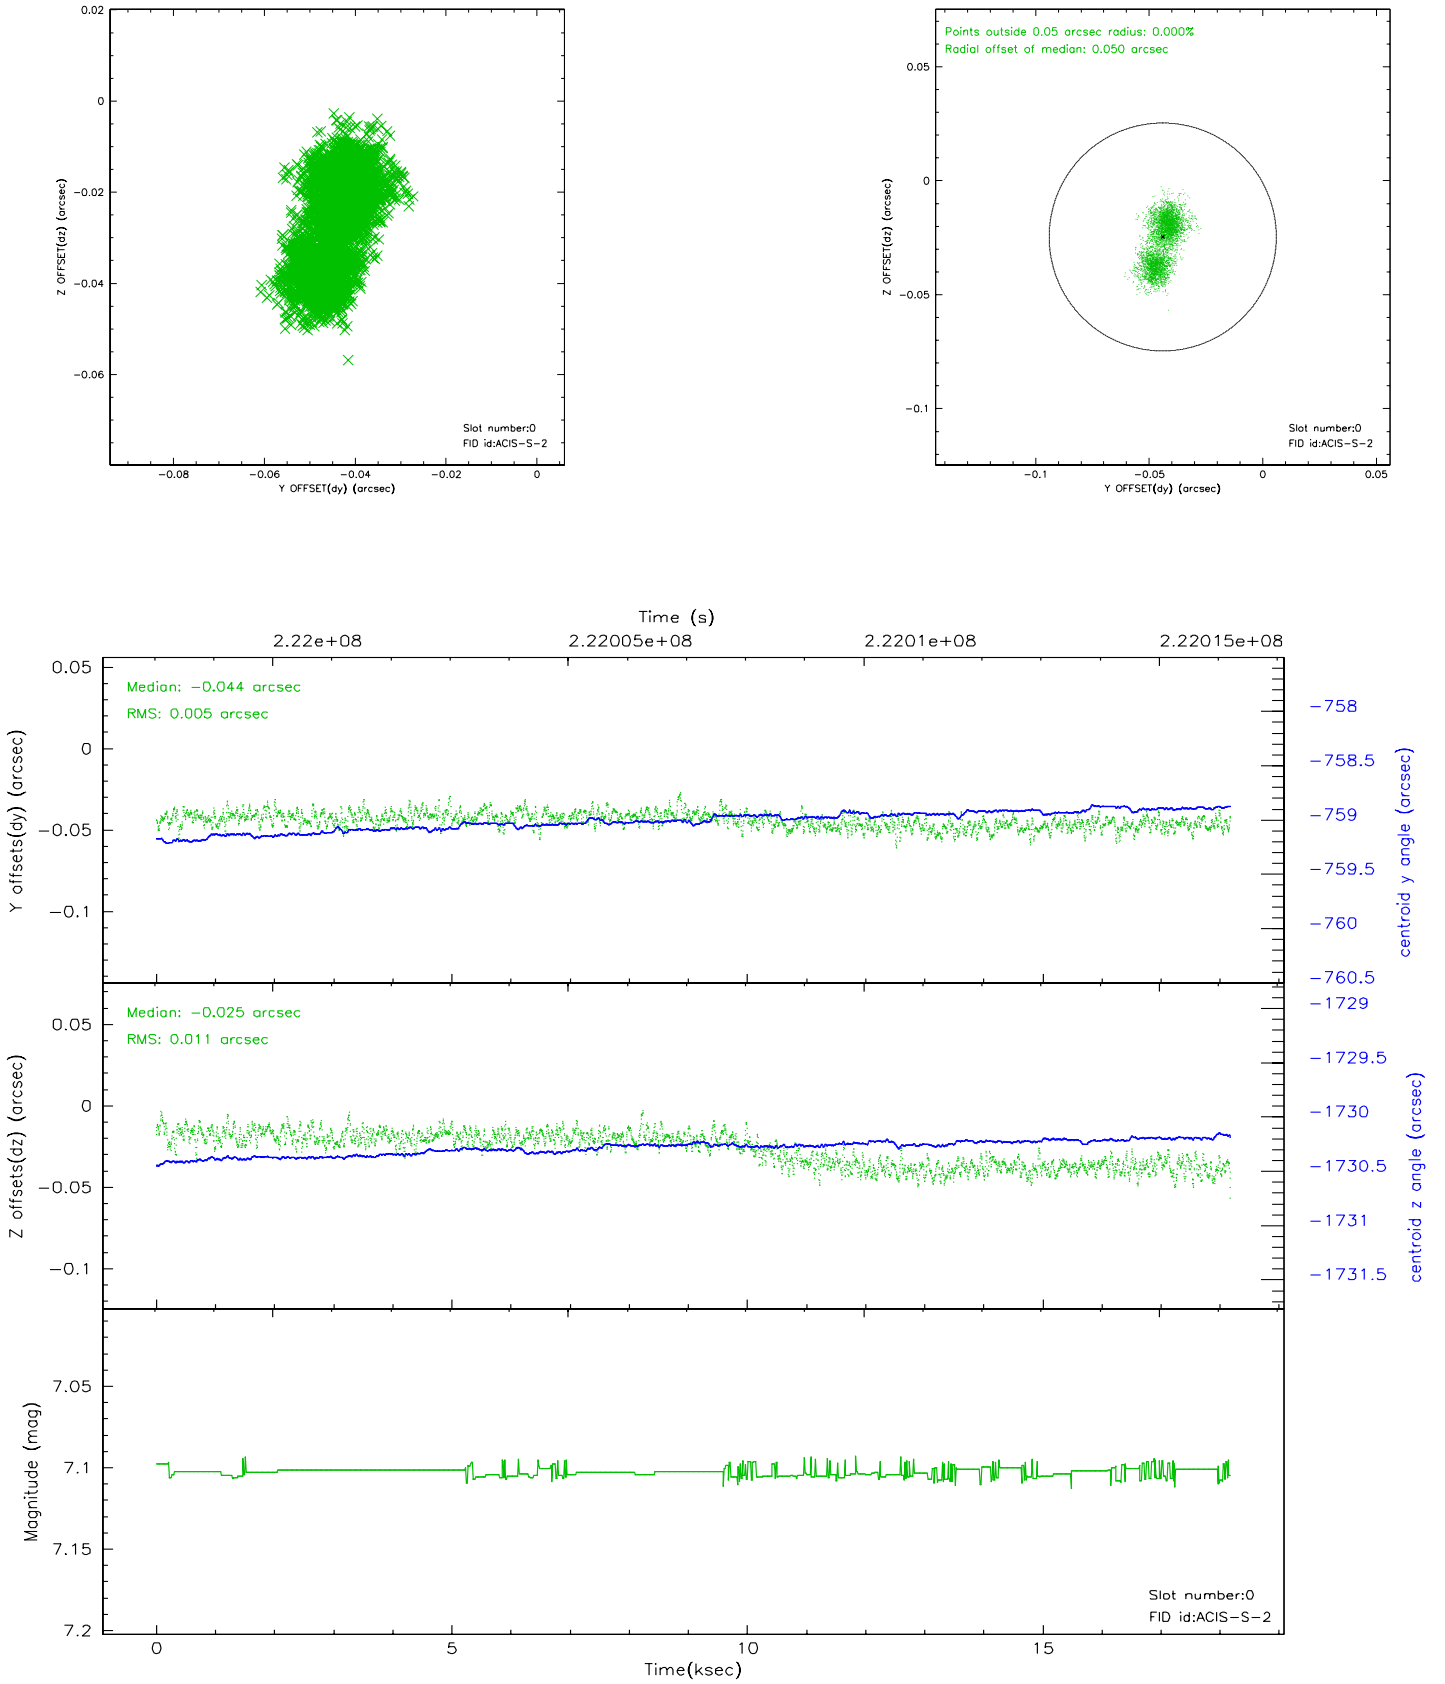 0.02
0
-0.02
-0.04
-0.06
Z OFFSET(dz) (arcsec)
Slot number:0
FID id:ACIS-S-2
-0.08 -0.06 -0.04 -0.02 0
Y OFFSET(dy) (arcsec)
Points outside 0.05 arcsec radius: 0.000%
Radial offset of median: 0.050 arcsec
0.05
0
-0.05
-0.1
Z OFFSET(dz) (arcsec)
Slot number:0
FID id:ACIS-S-2
-0.1 -0.05 0 0.05
Y OFFSET(dy) (arcsec)
Time (s)
2.22e+08 2.22005e+08 2.2201e+08 2.22015e+08
Median: -0.044 arcsec
RMS: 0.005 arcsec
0.05
0
-0.05
-0.1
Y offsets(dy) (arcsec)
-758
-758.5
-759
-759.5
-760
-760.5
centroid y angle (arcsec)
Median: -0.025 arcsec
RMS: 0.011 arcsec
0.05
0
-0.05
-0.1
Z offsets(dz) (arcsec)
-1729
-1729.5
-1730
-1730.5
-1731
-1731.5
centroid z angle (arcsec)
7.05
7.1
7.15
7.2
Magnitude (mag)
Slot number:0
FID id:ACIS-S-2
0 5 10 15
Time(ksec)